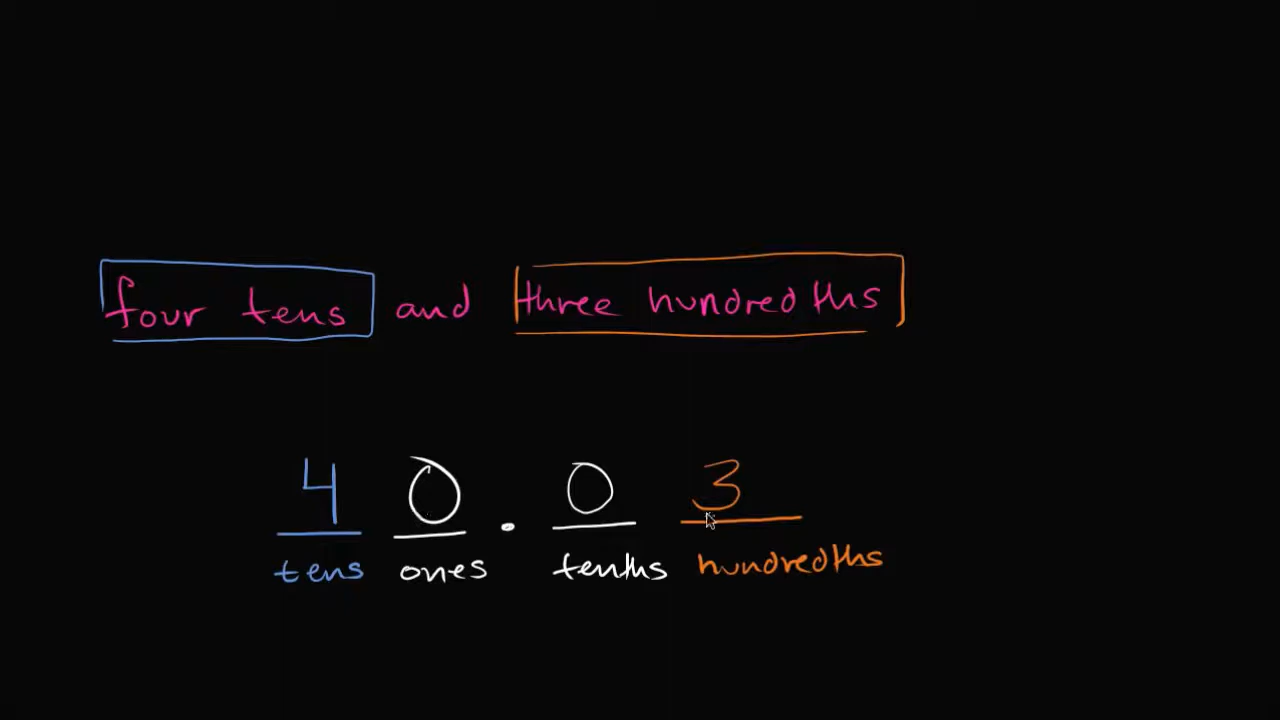 four tens and three hundredths
4 0 . 0 3
tens ones tenths hundredths